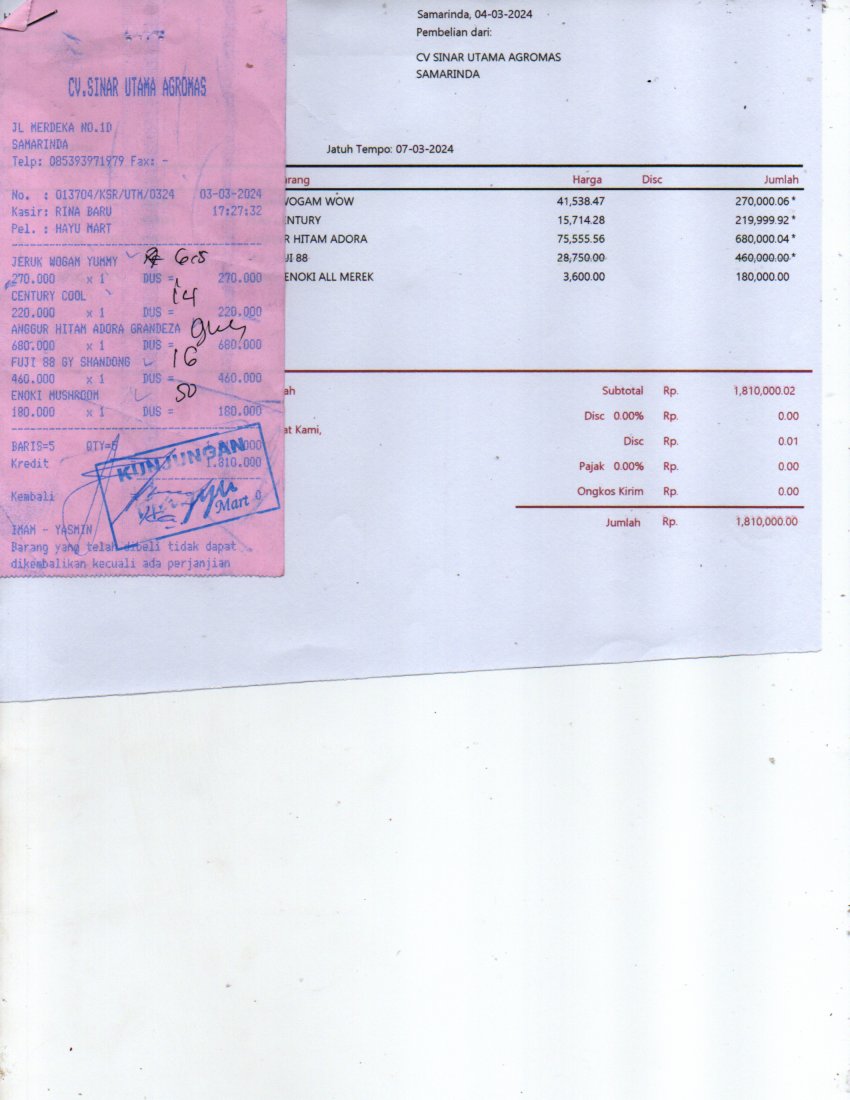 CV.SINAR UTAMA AGROMAS
JL MERDEKA NO.1D
SAMARINDA
Telp: 085393971979 Fax: -
No. : 013704/KSR/UTM/0324 03-03-2024
Kasir: RINA BARU 17:27:32
Pel. : HAYU MART
JERUK WOGAM YUMMY
270.000 x 1 DUS = 270.000
CENTURY COOL 14
220.000 x 1 DUS = 220.000
ANGGUR HITAM ADORA GRANDEZA
680.000 x 1 DUS = 680.000
FUJI 88 GY SHANDONG 16
460.000 x 1 DUS = 460.000
ENOKI MUSHROOM 50
180.000 x 1 DUS = 180.000
BARIS=5 QTY=5
Kredit 1.810.000
Kembali 0
KUNJUNGAN
Mart
IMAM - YASMIN
Barang yang telah dibeli tidak dapat
dikembalikan kecuali ada perjanjian
Samarinda, 04-03-2024
Pembelian dari:
CV SINAR UTAMA AGROMAS
SAMARINDA
Jatuh Tempo: 07-03-2024
arang Harga Disc Jumlah
WOGAM WOW 41,538.47 270,000.06 *
ENTURY 15,714.28 219,999.92 *
R HITAM ADORA 75,555.56 680,000.04 *
JI 88 28,750.00 460,000.00 *
ENOKI ALL MEREK 3,600.00 180,000.00
ah Subtotal Rp. 1,810,000.02
Disc 0.00% Rp. 0.00
at Kami,
Disc Rp. 0.01
Pajak 0.00% Rp. 0.00
Ongkos Kirim Rp. 0.00
Jumlah Rp. 1,810,000.00